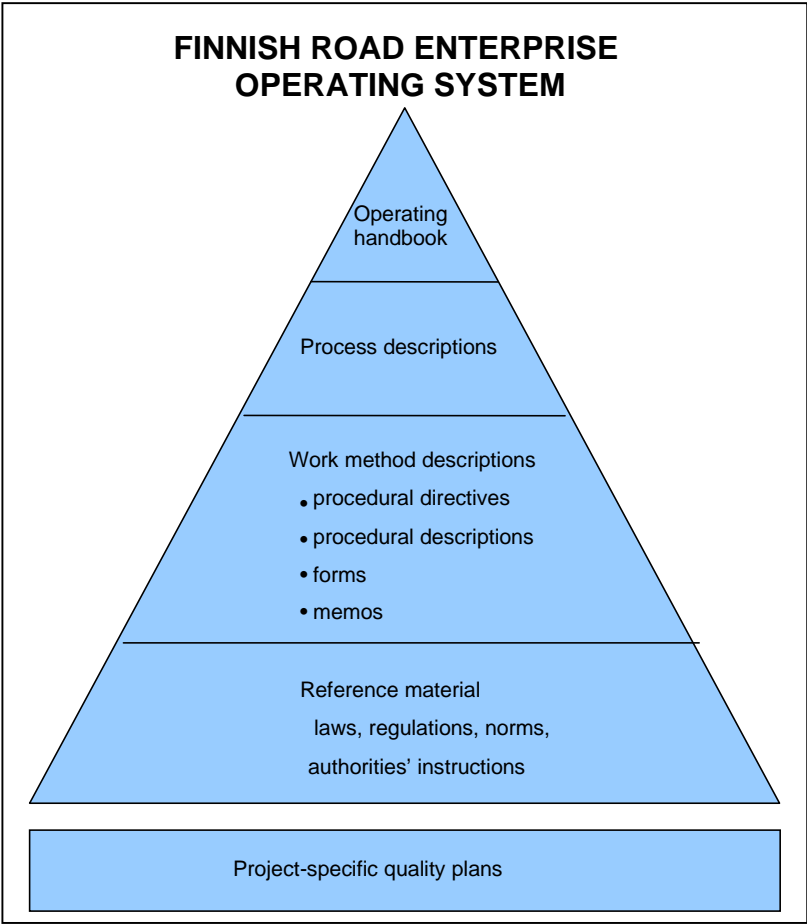 FINNISH ROAD ENTERPRISE
OPERATING SYSTEM
Operating
handbook
Process descriptions
Work method descriptions
• procedural directives
• procedural descriptions
• forms
• memos
Reference material
laws, regulations, norms,
authorities’ instructions
Project-specific quality plans